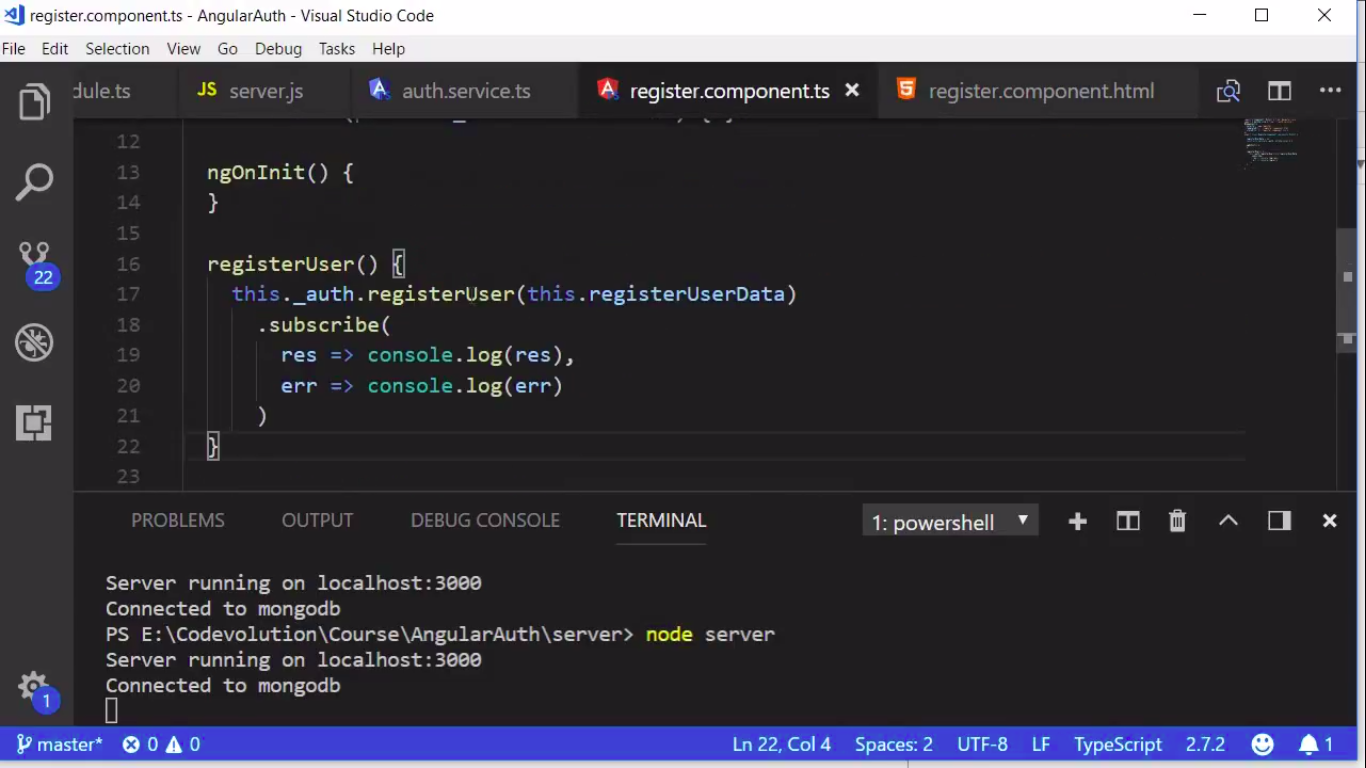 register.component.ts - AngularAuth - Visual Studio Code
File Edit Selection View Go Debug Tasks Help
dule.ts JS server.js auth.service.ts register.component.ts register.component.html
12
13 ngOnInit() {
14 }
15
16 registerUser() {
17 this._auth.registerUser(this.registerUserData)
18 .subscribe(
19 res => console.log(res),
20 err => console.log(err)
21 )
22 }
23
22
PROBLEMS OUTPUT DEBUG CONSOLE TERMINAL 1: powershell
Server running on localhost:3000
Connected to mongodb
PS E:\Codevolution\Course\AngularAuth\server> node server
Server running on localhost:3000
Connected to mongodb
1
master* 0 0 Ln 22, Col 4 Spaces: 2 UTF-8 LF TypeScript 2.7.2 1